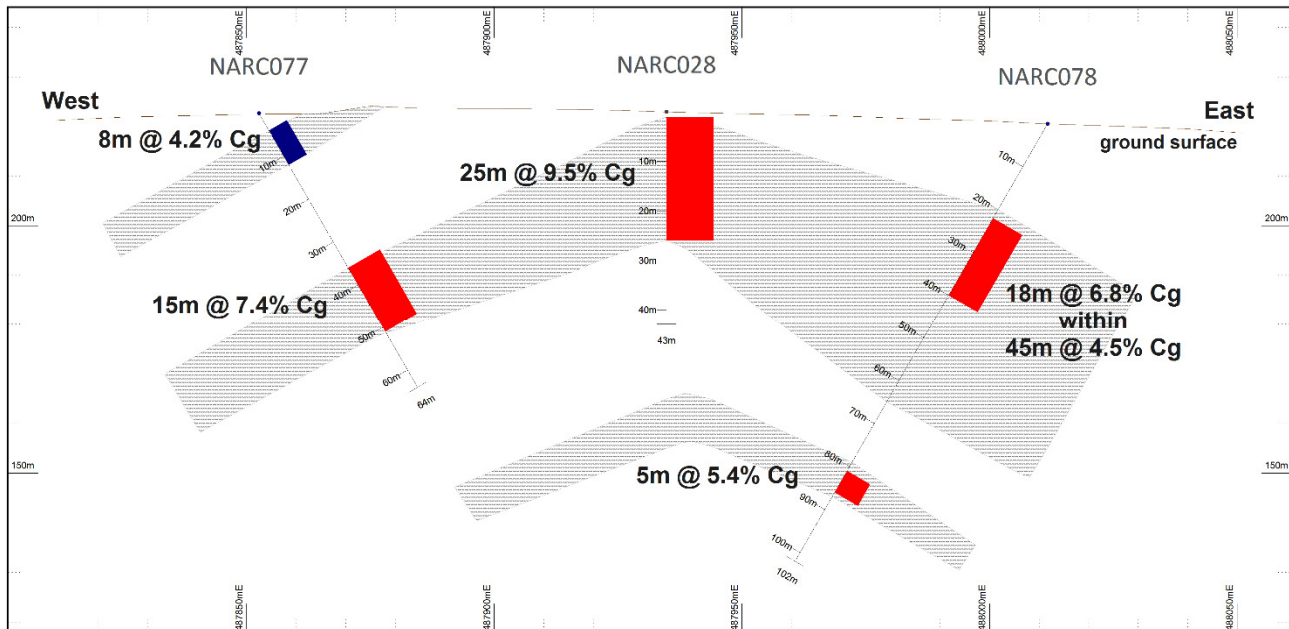 487850mE
487900mE
487950mE
488000mE
488050mE
NARC077
NARC028
NARC078
West
East
ground surface
8m @ 4.2% Cg
10m
20m
30m
40m
50m
60m
64m
15m @ 7.4% Cg
25m @ 9.5% Cg
10m
20m
30m
40m
43m
10m
20m
30m
40m
50m
60m
70m
80m
90m
100m
102m
18m @ 6.8% Cg
within
45m @ 4.5% Cg
5m @ 5.4% Cg
200m
200m
150m
150m
487850mE
487900mE
487950mE
488000mE
488050mE